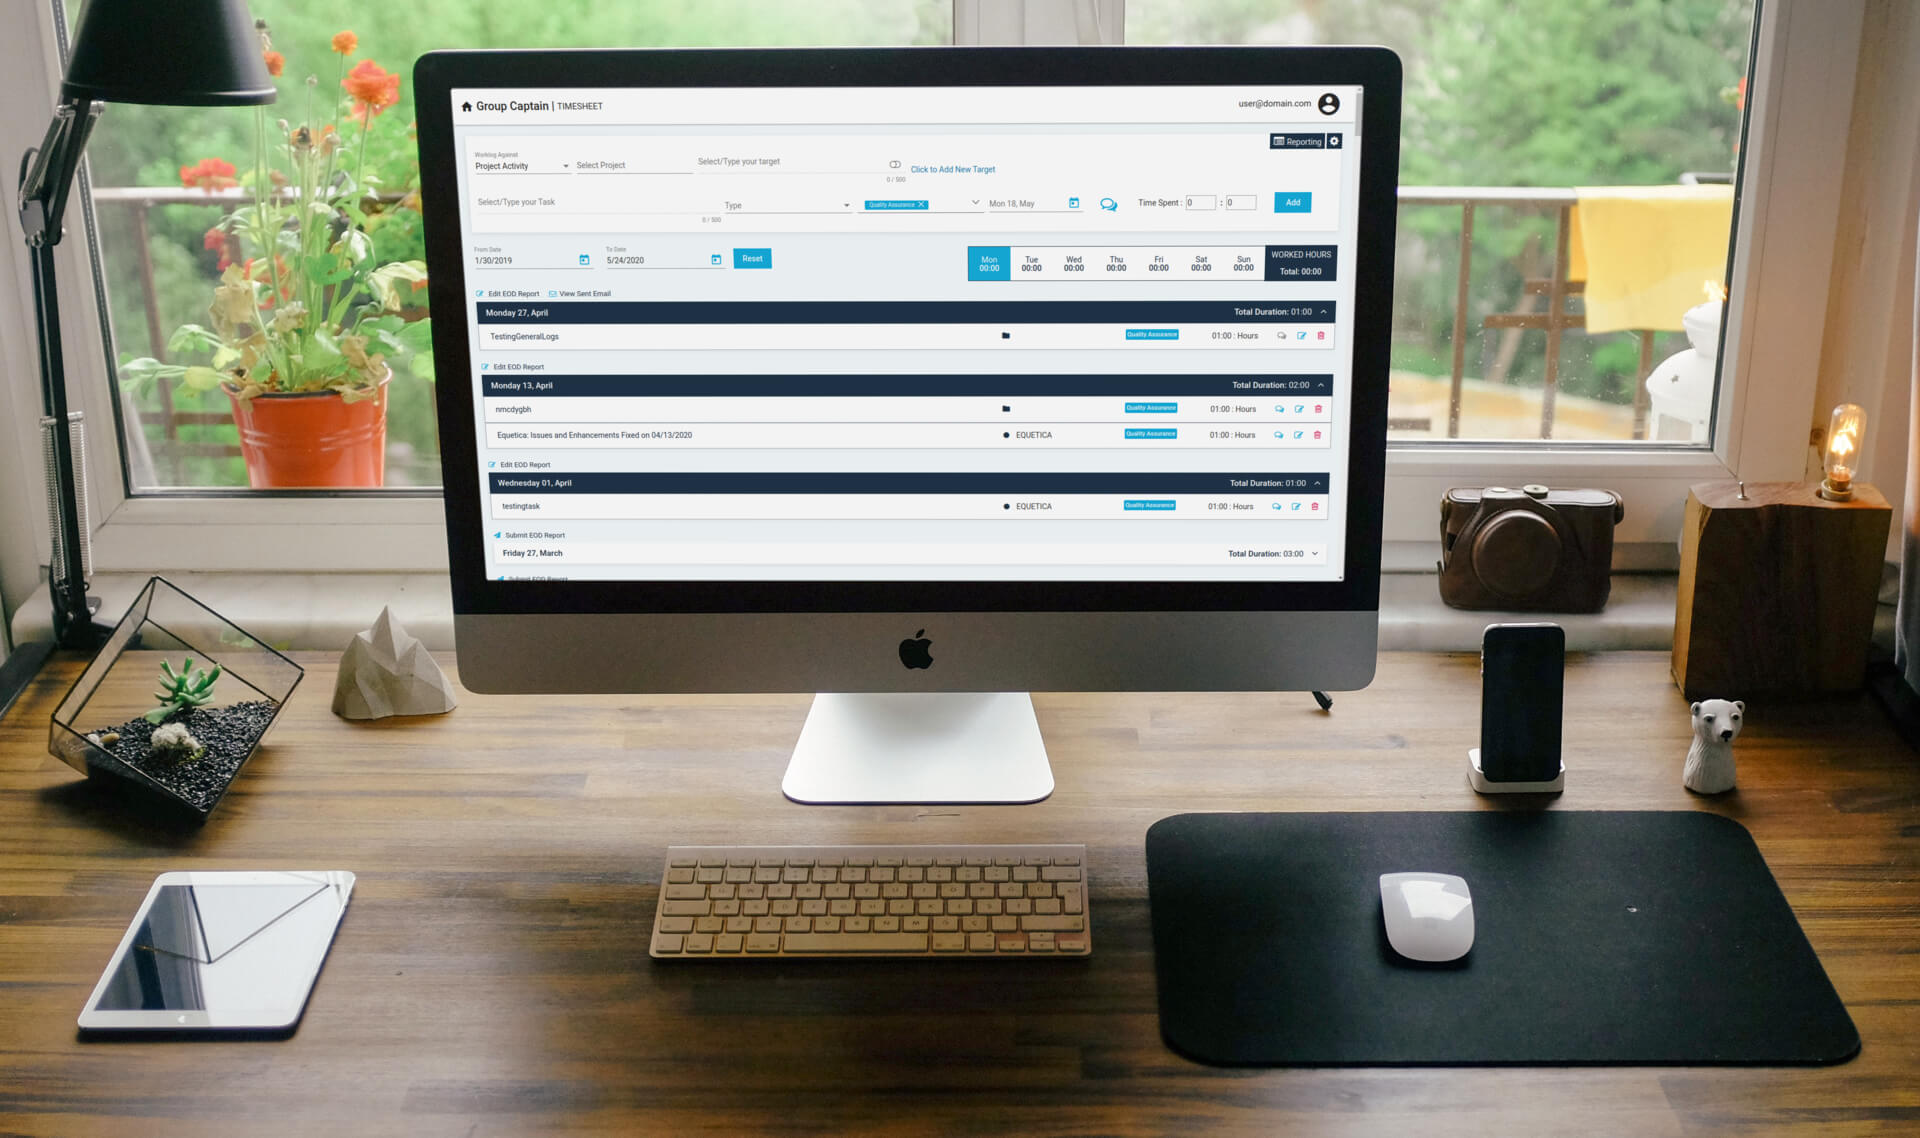 Group Captain | TIMESHEET
user@domain.com
Reporting
Worklog Against
Project Activity
Select Project
Select/Type your target
0 / 500
Click to Add New Target
Select/Type your Task
0 / 500
Type
Quality Assurance X
Mon 18, May
Time Spent : 0 : 0
Add
From Date
1/30/2019
To Date
5/24/2020
Reset
Mon Tue Wed Thu Fri Sat Sun
00:00 00:00 00:00 00:00 00:00 00:00 00:00
WORKED HOURS
Total: 00:00
Edit EOD Report View Sent Email
Monday 27, April Total Duration: 01:00
TestingGeneralLogs Quality Assurance 01:00 : Hours
Edit EOD Report
Monday 13, April Total Duration: 02:00
nmcdygbh Quality Assurance 01:00 : Hours
Equetica: Issues and Enhancements Fixed on 04/13/2020 EQUETICA Quality Assurance 01:00 : Hours
Edit EOD Report
Wednesday 01, April Total Duration: 01:00
testingtask EQUETICA Quality Assurance 01:00 : Hours
Submit EOD Report
Friday 27, March Total Duration: 03:00
Submit EOD Report